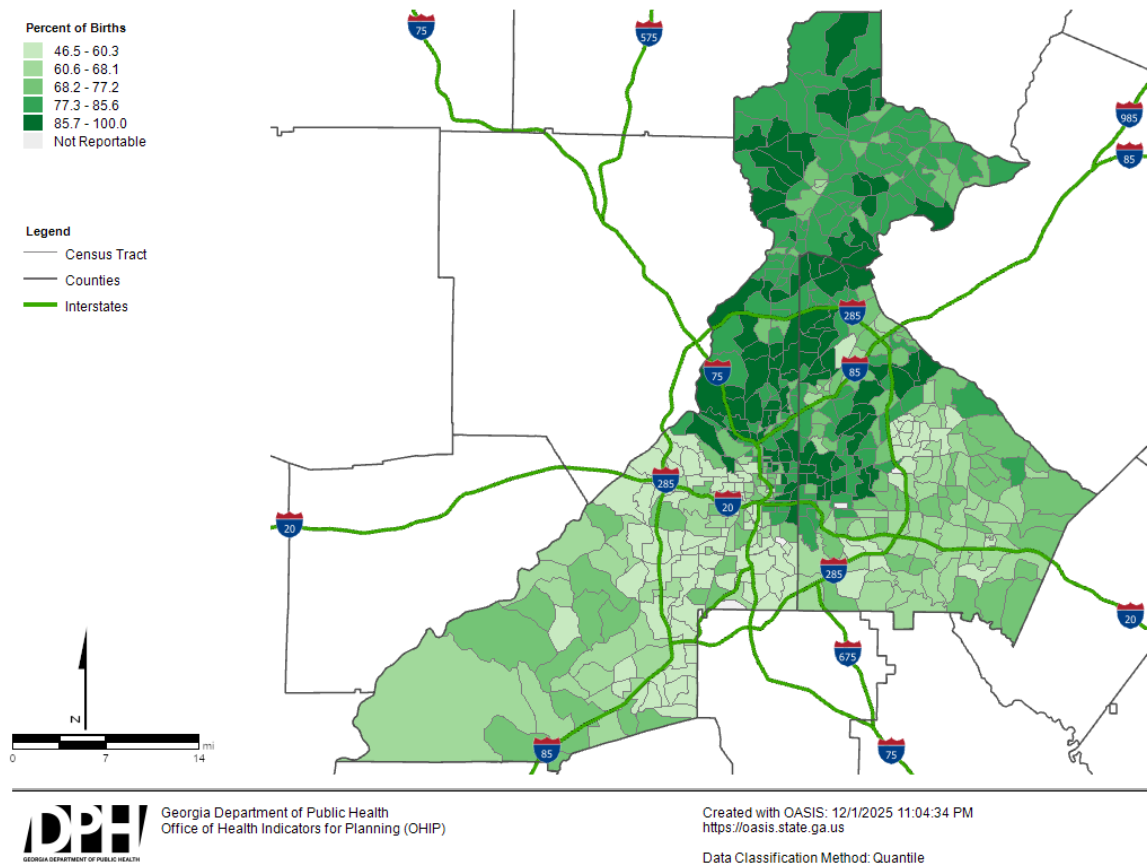 Percent of Births
46.5 - 60.3
60.6 - 68.1
68.2 - 77.2
77.3 - 85.6
85.7 - 100.0
Not Reportable
Legend
Census Tract
Counties
Interstates
75
575
985
85
285
75
85
285
20
20
285
20
675
85
75
N
0 7 14 mi
DPH
GEORGIA DEPARTMENT OF PUBLIC HEALTH
Georgia Department of Public Health
Office of Health Indicators for Planning (OHIP)
Created with OASIS: 12/1/2025 11:04:34 PM
https://oasis.state.ga.us
Data Classification Method: Quantile